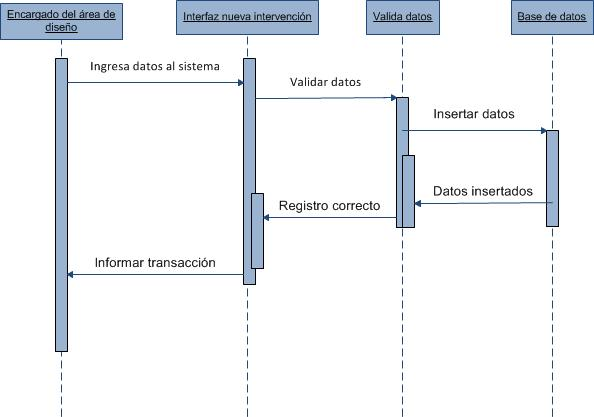 Encargado del área de
diseño
Interfaz nueva intervención
Valida datos
Base de datos
Ingresa datos al sistema
Validar datos
Insertar datos
Datos insertados
Registro correcto
Informar transacción